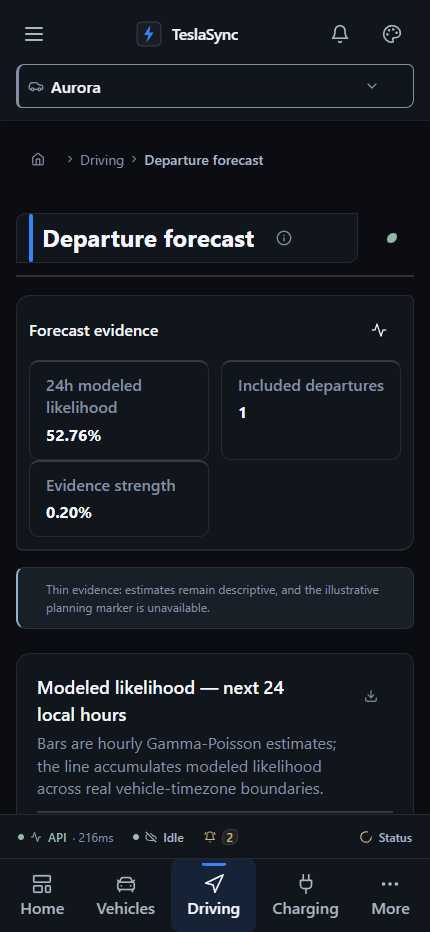 TeslaSync
Aurora
Driving
Departure forecast
Departure forecast
Forecast evidence
24h modeled
likelihood
52.76%
Included departures
1
Evidence strength
0.20%
Thin evidence: estimates remain descriptive, and the illustrative
planning marker is unavailable.
Modeled likelihood — next 24
local hours
Bars are hourly Gamma-Poisson estimates;
the line accumulates modeled likelihood
across real vehicle-timezone boundaries.
API · 216ms
Idle
2
Status
Home
Vehicles
Driving
Charging
More